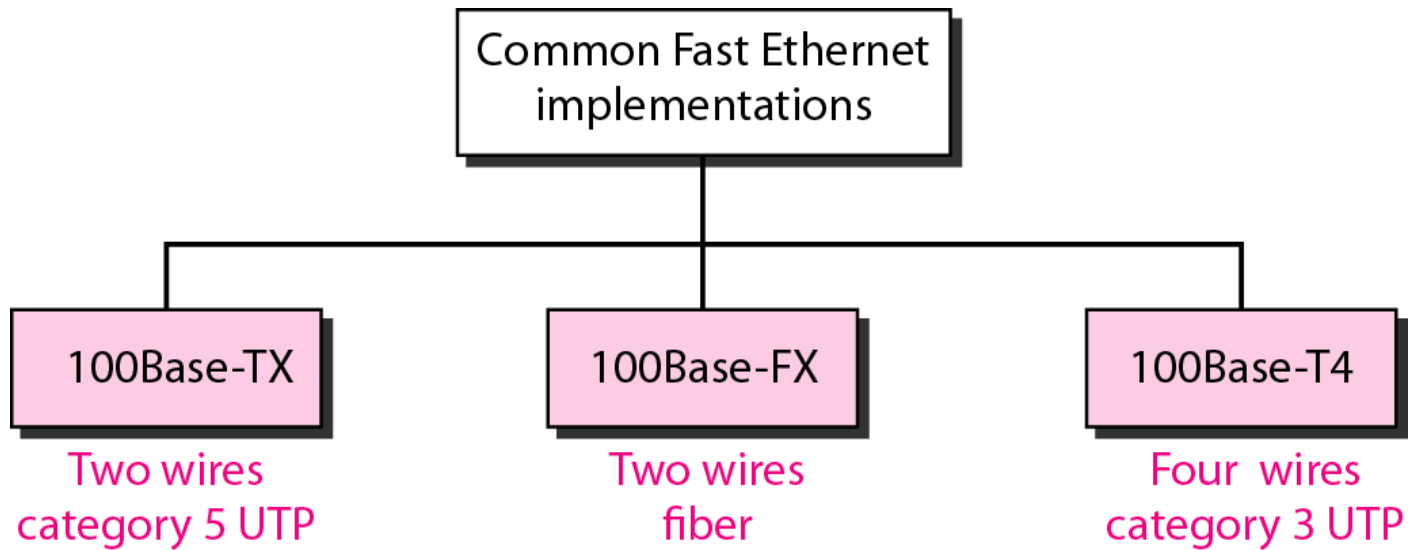 Common Fast Ethernet
implementations
100Base-TX
100Base-FX
100Base-T4
Two wires
category 5 UTP
Two wires
fiber
Four wires
category 3 UTP